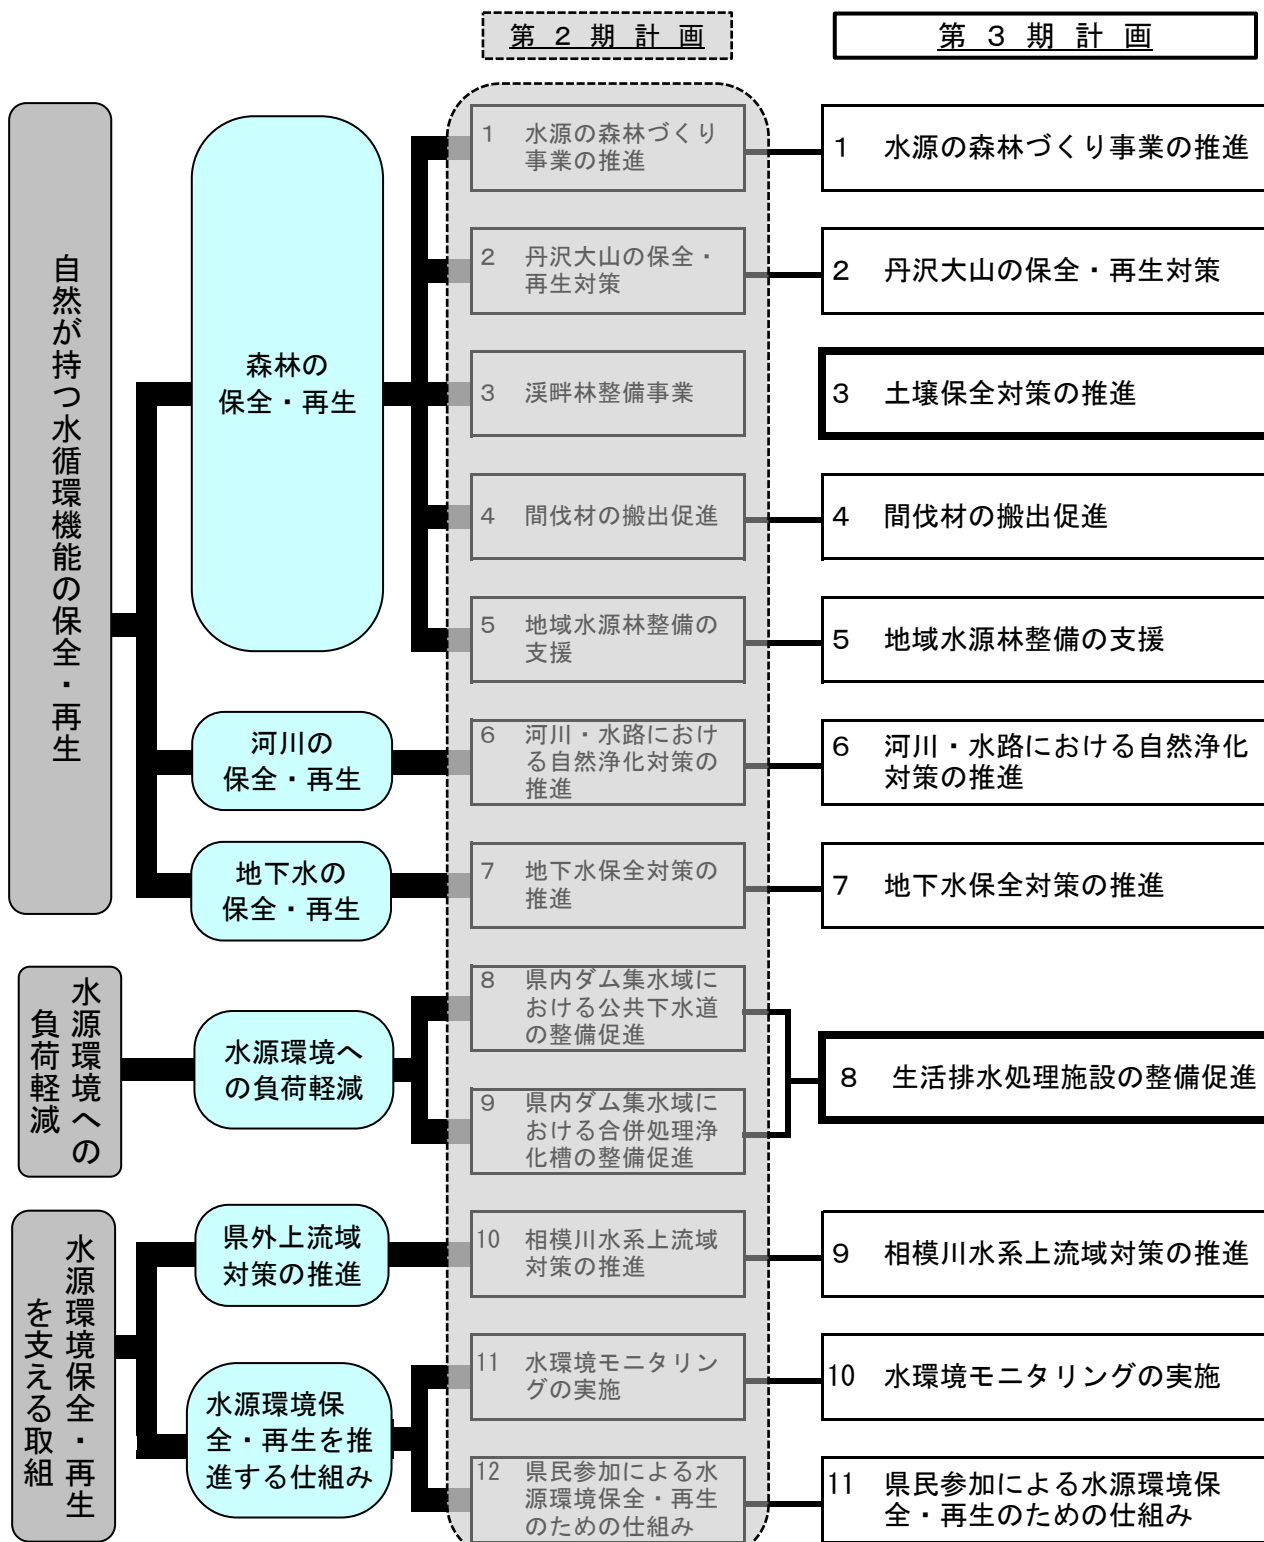 第２期計画
第３期計画
自然が持つ水循環機能の保全・再生
森林の
保全・再生
1 水源の森林づくり
事業の推進
1 水源の森林づくり事業の推進
2 丹沢大山の保全・
再生対策
2 丹沢大山の保全・再生対策
3 渓畔林整備事業
3 土壌保全対策の推進
4 間伐材の搬出促進
4 間伐材の搬出促進
5 地域水源林整備の
支援
5 地域水源林整備の支援
河川の
保全・再生
6 河川・水路におけ
る自然浄化対策の
推進
6 河川・水路における自然浄化
対策の推進
地下水の
保全・再生
7 地下水保全対策の
推進
7 地下水保全対策の推進
水源環境への
負荷軽減
水源環境へ
の負荷軽減
8 県内ダム集水域に
おける公共下水道
の整備促進
9 県内ダム集水域に
おける合併処理浄
化槽の整備促進
8 生活排水処理施設の整備促進
水源環境保全・再生
を支える取組
県外上流域
対策の推進
10 相模川水系上流域
対策の推進
9 相模川水系上流域対策の推進
水源環境保
全・再生を推
進する仕組み
11 水環境モニタリン
グの実施
10 水環境モニタリングの実施
12 県民参加による水
源環境保全・再生
のための仕組み
11 県民参加による水源環境保
全・再生のための仕組み